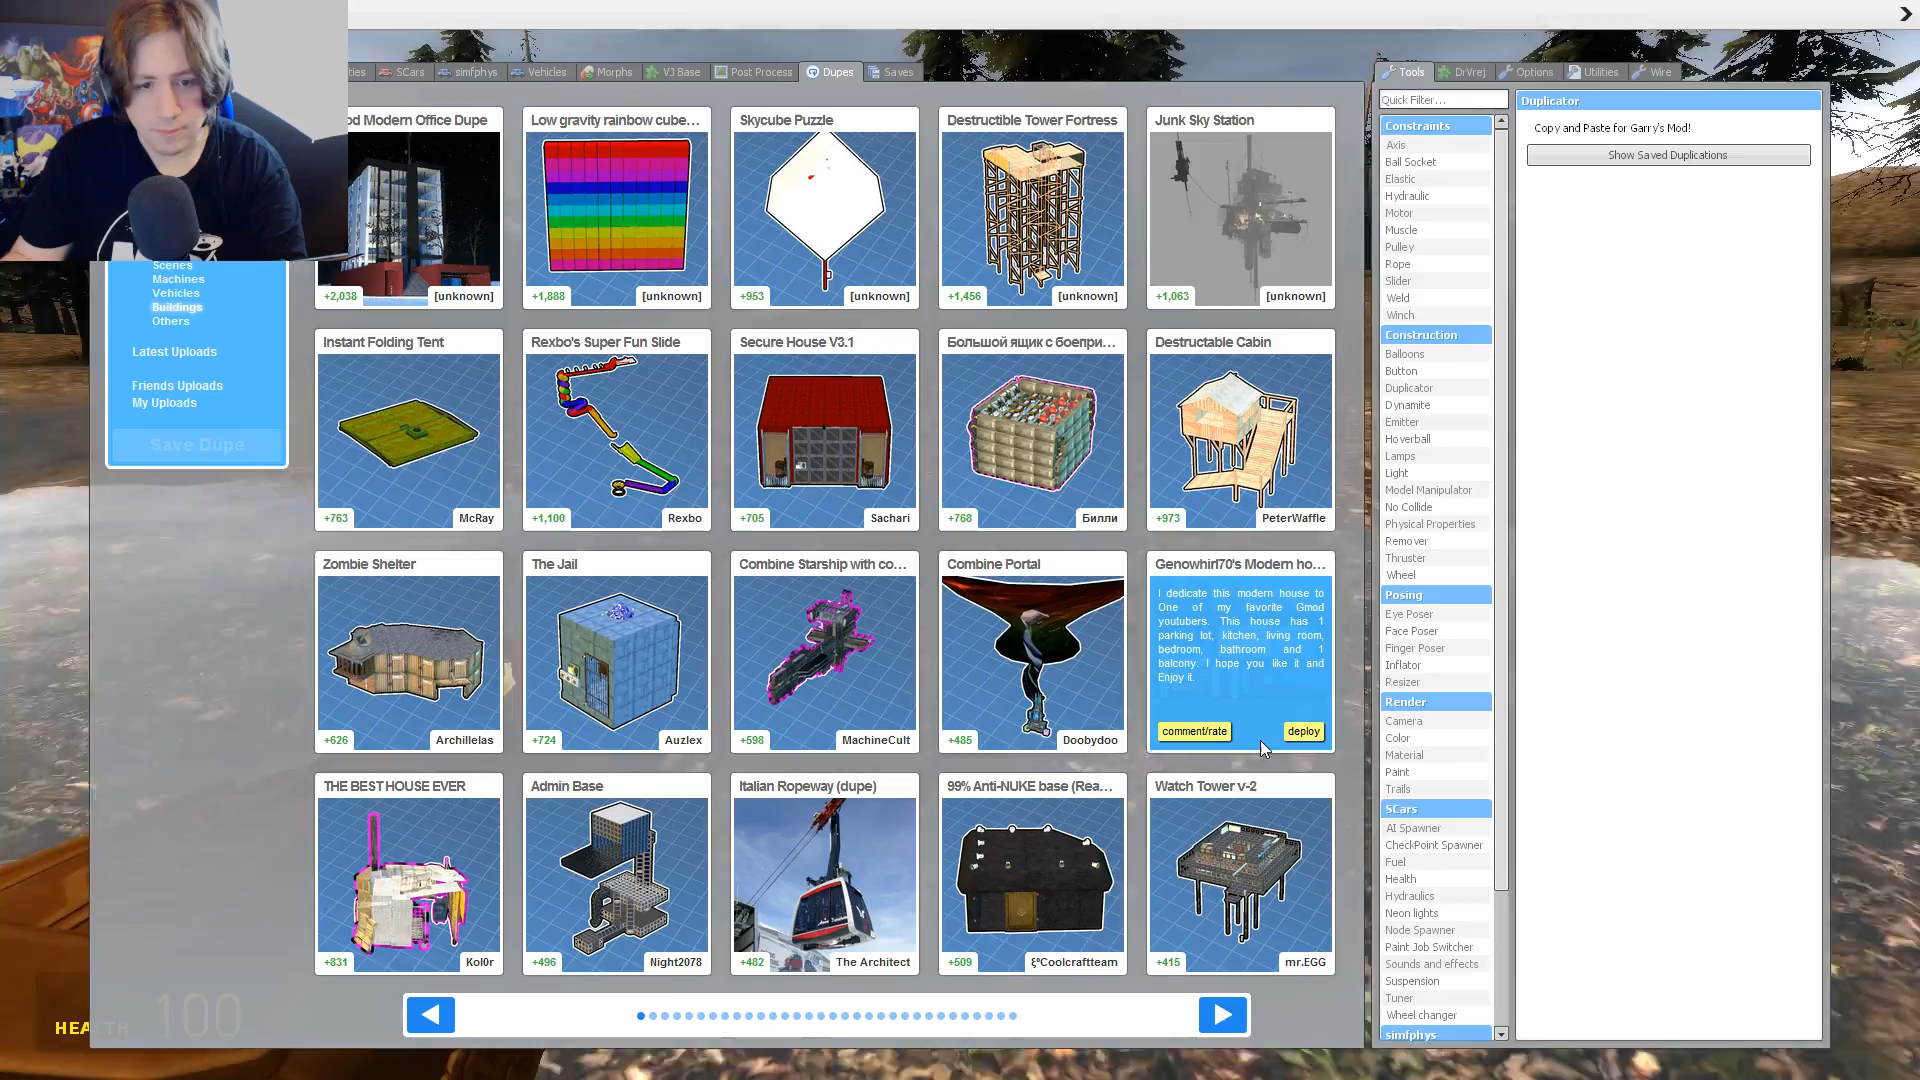 ties
SCars
simfphys
Vehicles
Morphs
VJ Base
Post Process
Dupes
Saves
Tools
DrVrej
Options
Utilities
Wire
Scenes
Machines
Vehicles
Buildings
Others
Latest Uploads
Friends Uploads
My Uploads
Save Dupe
od Modern Office Dupe
+2,038
[unknown]
Low gravity rainbow cube...
+1,888
[unknown]
Skycube Puzzle
+953
[unknown]
Destructible Tower Fortress
+1,456
[unknown]
Junk Sky Station
+1,063
[unknown]
Instant Folding Tent
+763
McRay
Rexbo's Super Fun Slide
+1,100
Rexbo
Secure House V3.1
+705
Sachari
Большой ящик с боепри...
+768
Билли
Destructable Cabin
+973
PeterWaffle
Zombie Shelter
+626
Archillelas
The Jail
+724
Auzlex
Combine Starship with co...
+598
MachineCult
Combine Portal
+485
Doobydoo
Genowhirl70's Modern ho...
I dedicate this modern house to
One of my favorite Gmod
youtubers. This house has 1
parking lot, kitchen, living room,
bedroom, bathroom and 1
balcony. I hope you like it and
Enjoy it.
comment/rate
deploy
THE BEST HOUSE EVER
+831
Kol0r
Admin Base
+496
Night2078
Italian Ropeway (dupe)
+482
The Architect
99% Anti-NUKE base (Rea...
+509
ξºCoolcraftteam
Watch Tower v-2
+415
mr.EGG
HEALTH
100
Quick Filter...
Constraints
Axis
Ball Socket
Elastic
Hydraulic
Motor
Muscle
Pulley
Rope
Slider
Weld
Winch
Construction
Balloons
Button
Duplicator
Dynamite
Emitter
Hoverball
Lamps
Light
Model Manipulator
No Collide
Physical Properties
Remover
Thruster
Wheel
Posing
Eye Poser
Face Poser
Finger Poser
Inflator
Resizer
Render
Camera
Color
Material
Paint
Trails
SCars
AI Spawner
CheckPoint Spawner
Fuel
Health
Hydraulics
Neon lights
Node Spawner
Paint Job Switcher
Sounds and effects
Suspension
Tuner
Wheel changer
simfphys
Duplicator
Copy and Paste for Garry's Mod!
Show Saved Duplications